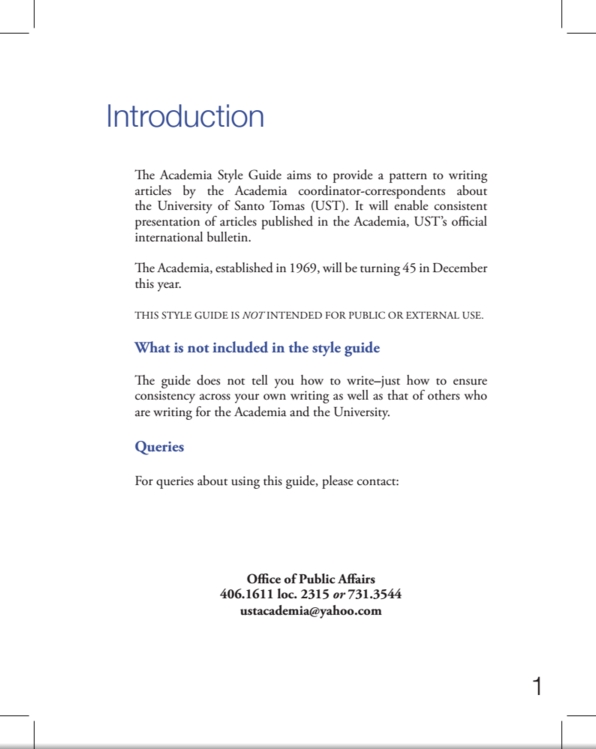 Introduction
The Academia Style Guide aims to provide a pattern to writing
articles by the Academia coordinator-correspondents about
the University of Santo Tomas (UST). It will enable consistent
presentation of articles published in the Academia, UST's official
international bulletin.
The Academia, established in 1969, will be turning 45 in December
this year.
THIS STYLE GUIDE IS NOT INTENDED FOR PUBLIC OR EXTERNAL USE.
What is not included in the style guide
The guide does not tell you how to write–just how to ensure
consistency across your own writing as well as that of others who
are writing for the Academia and the University.
Queries
For queries about using this guide, please contact:
Office of Public Affairs
406.1611 loc. 2315 or 731.3544
ustacademia@yahoo.com
1